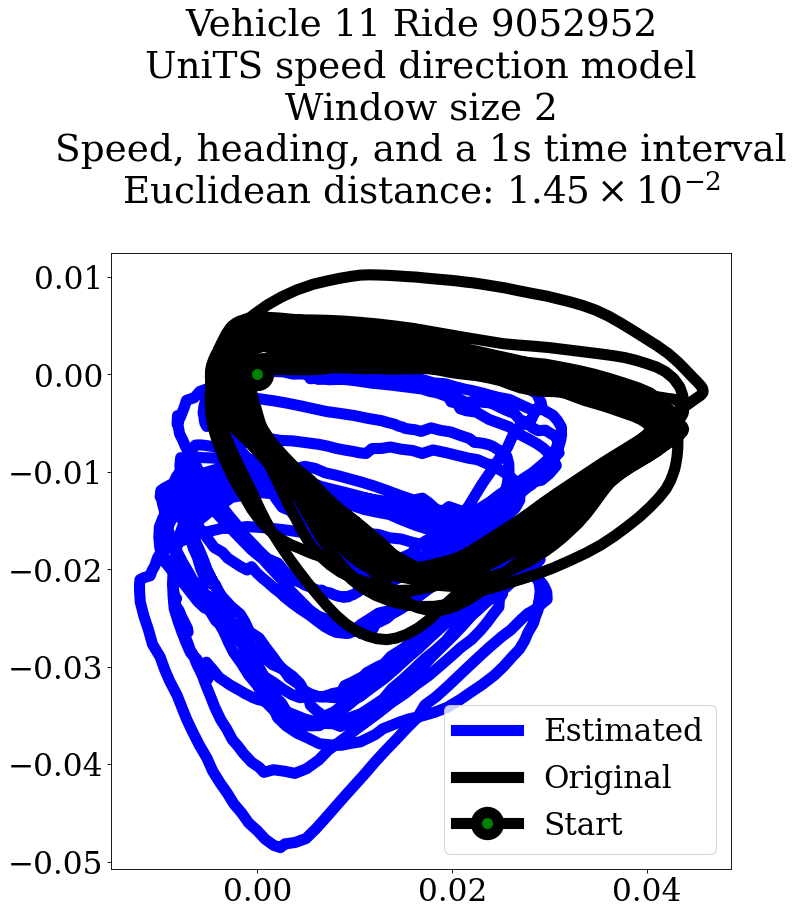 Vehicle 11 Ride 9052952
UniTS speed direction model
Window size 2
Speed, heading, and a 1s time interval
Euclidean distance: 1.45 × 10⁻²
0.01
0.00
−0.01
−0.02
−0.03
−0.04
−0.05
Estimated
Original
Start
0.00 0.02 0.04